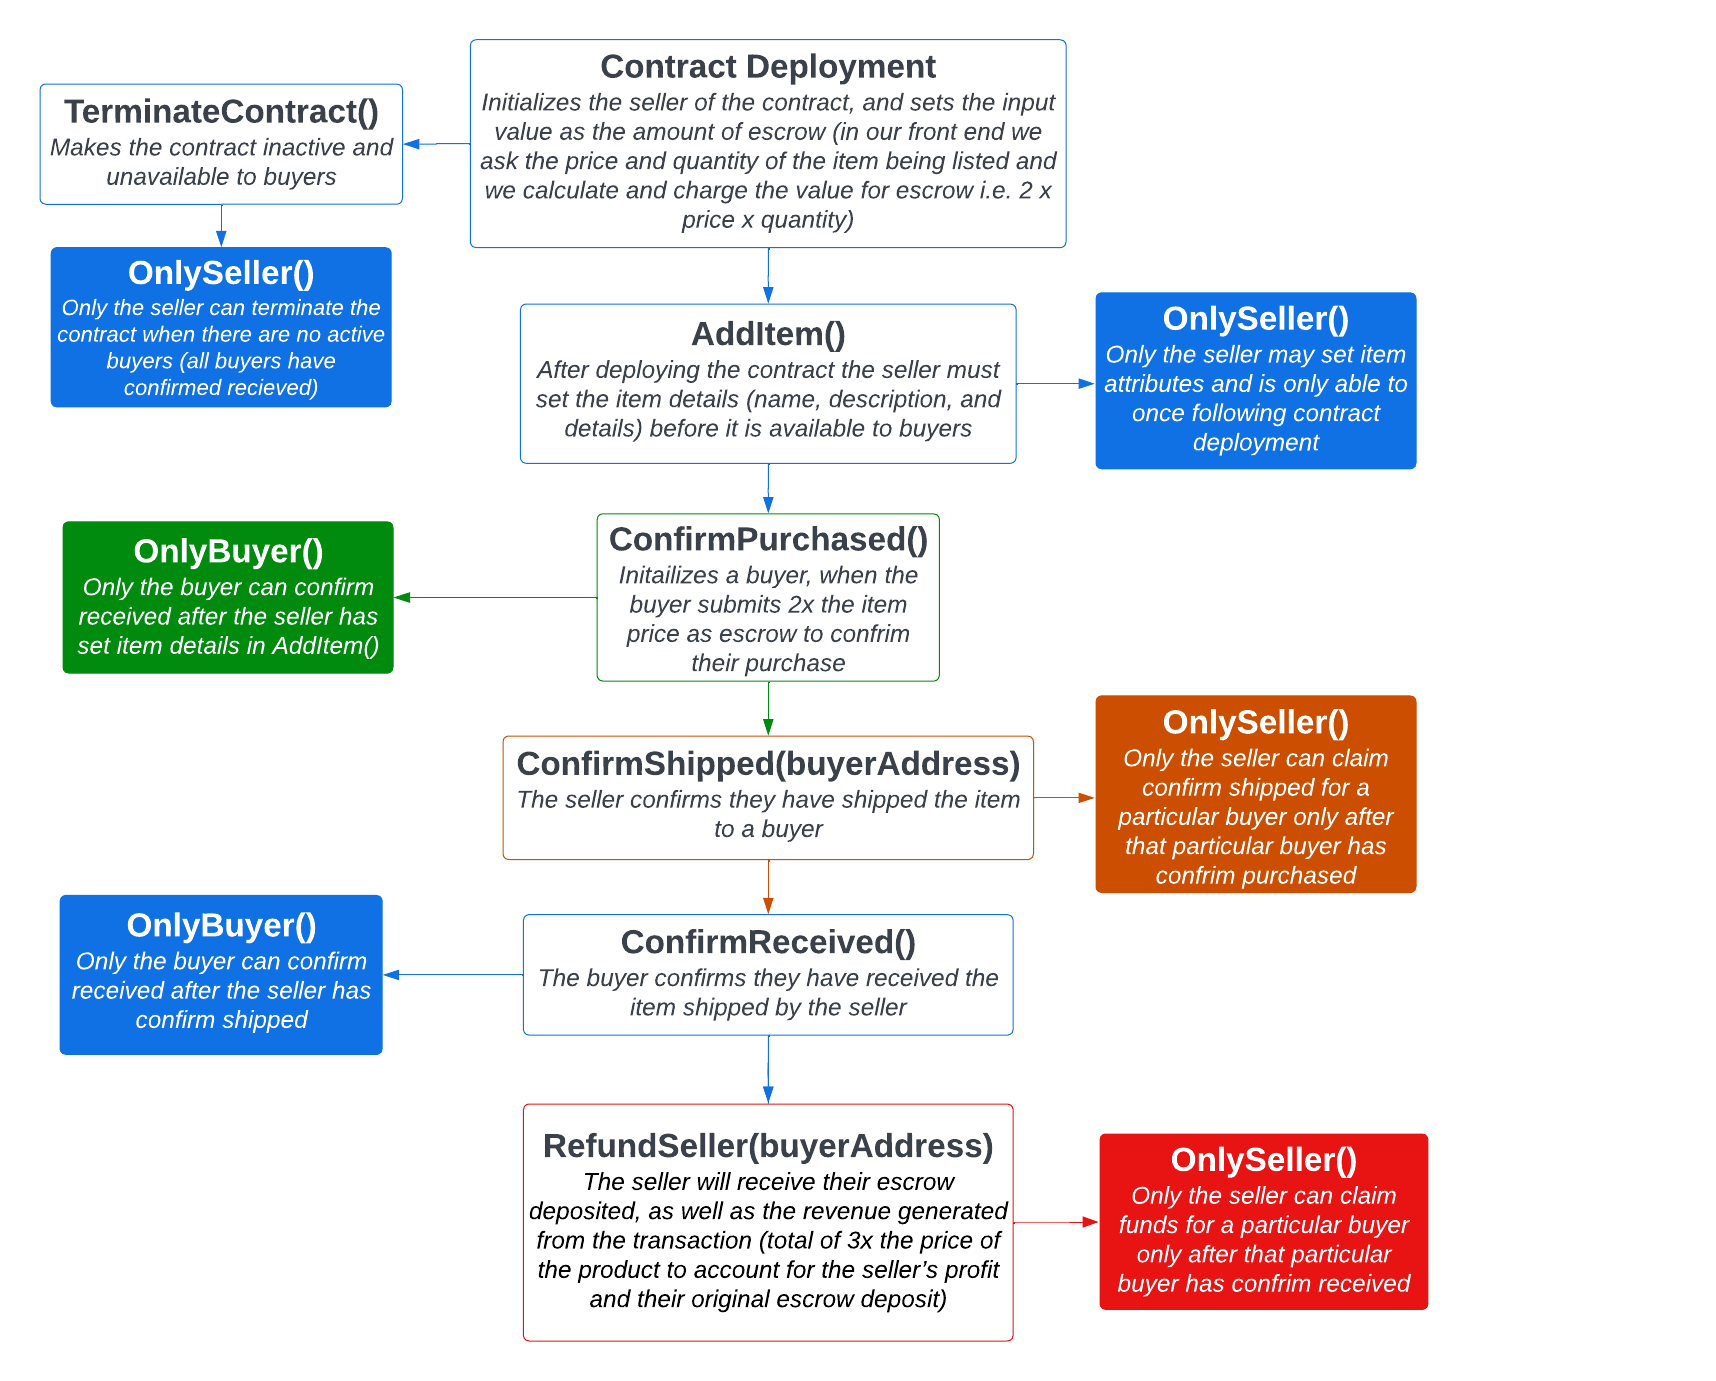 Contract Deployment
Initializes the seller of the contract, and sets the input
value as the amount of escrow (in our front end we
ask the price and quantity of the item being listed and
we calculate and charge the value for escrow i.e. 2 x
price x quantity)
TerminateContract()
Makes the contract inactive and
unavailable to buyers
OnlySeller()
Only the seller can terminate the
contract when there are no active
buyers (all buyers have
confirmed recieved)
AddItem()
After deploying the contract the seller must
set the item details (name, description, and
details) before it is available to buyers
OnlySeller()
Only the seller may set item
attributes and is only able to
once following contract
deployment
ConfirmPurchased()
Initailizes a buyer, when the
buyer submits 2x the item
price as escrow to confrim
their purchase
OnlyBuyer()
Only the buyer can confirm
received after the seller has
set item details in AddItem()
ConfirmShipped(buyerAddress)
The seller confirms they have shipped the item
to a buyer
OnlySeller()
Only the seller can claim
confirm shipped for a
particular buyer only after
that particular buyer has
confrim purchased
ConfirmReceived()
The buyer confirms they have received the
item shipped by the seller
OnlyBuyer()
Only the buyer can confirm
received after the seller has
confirm shipped
RefundSeller(buyerAddress)
The seller will receive their escrow
deposited, as well as the revenue generated
from the transaction (total of 3x the price of
the product to account for the seller’s profit
and their original escrow deposit)
OnlySeller()
Only the seller can claim
funds for a particular buyer
only after that particular
buyer has confrim received